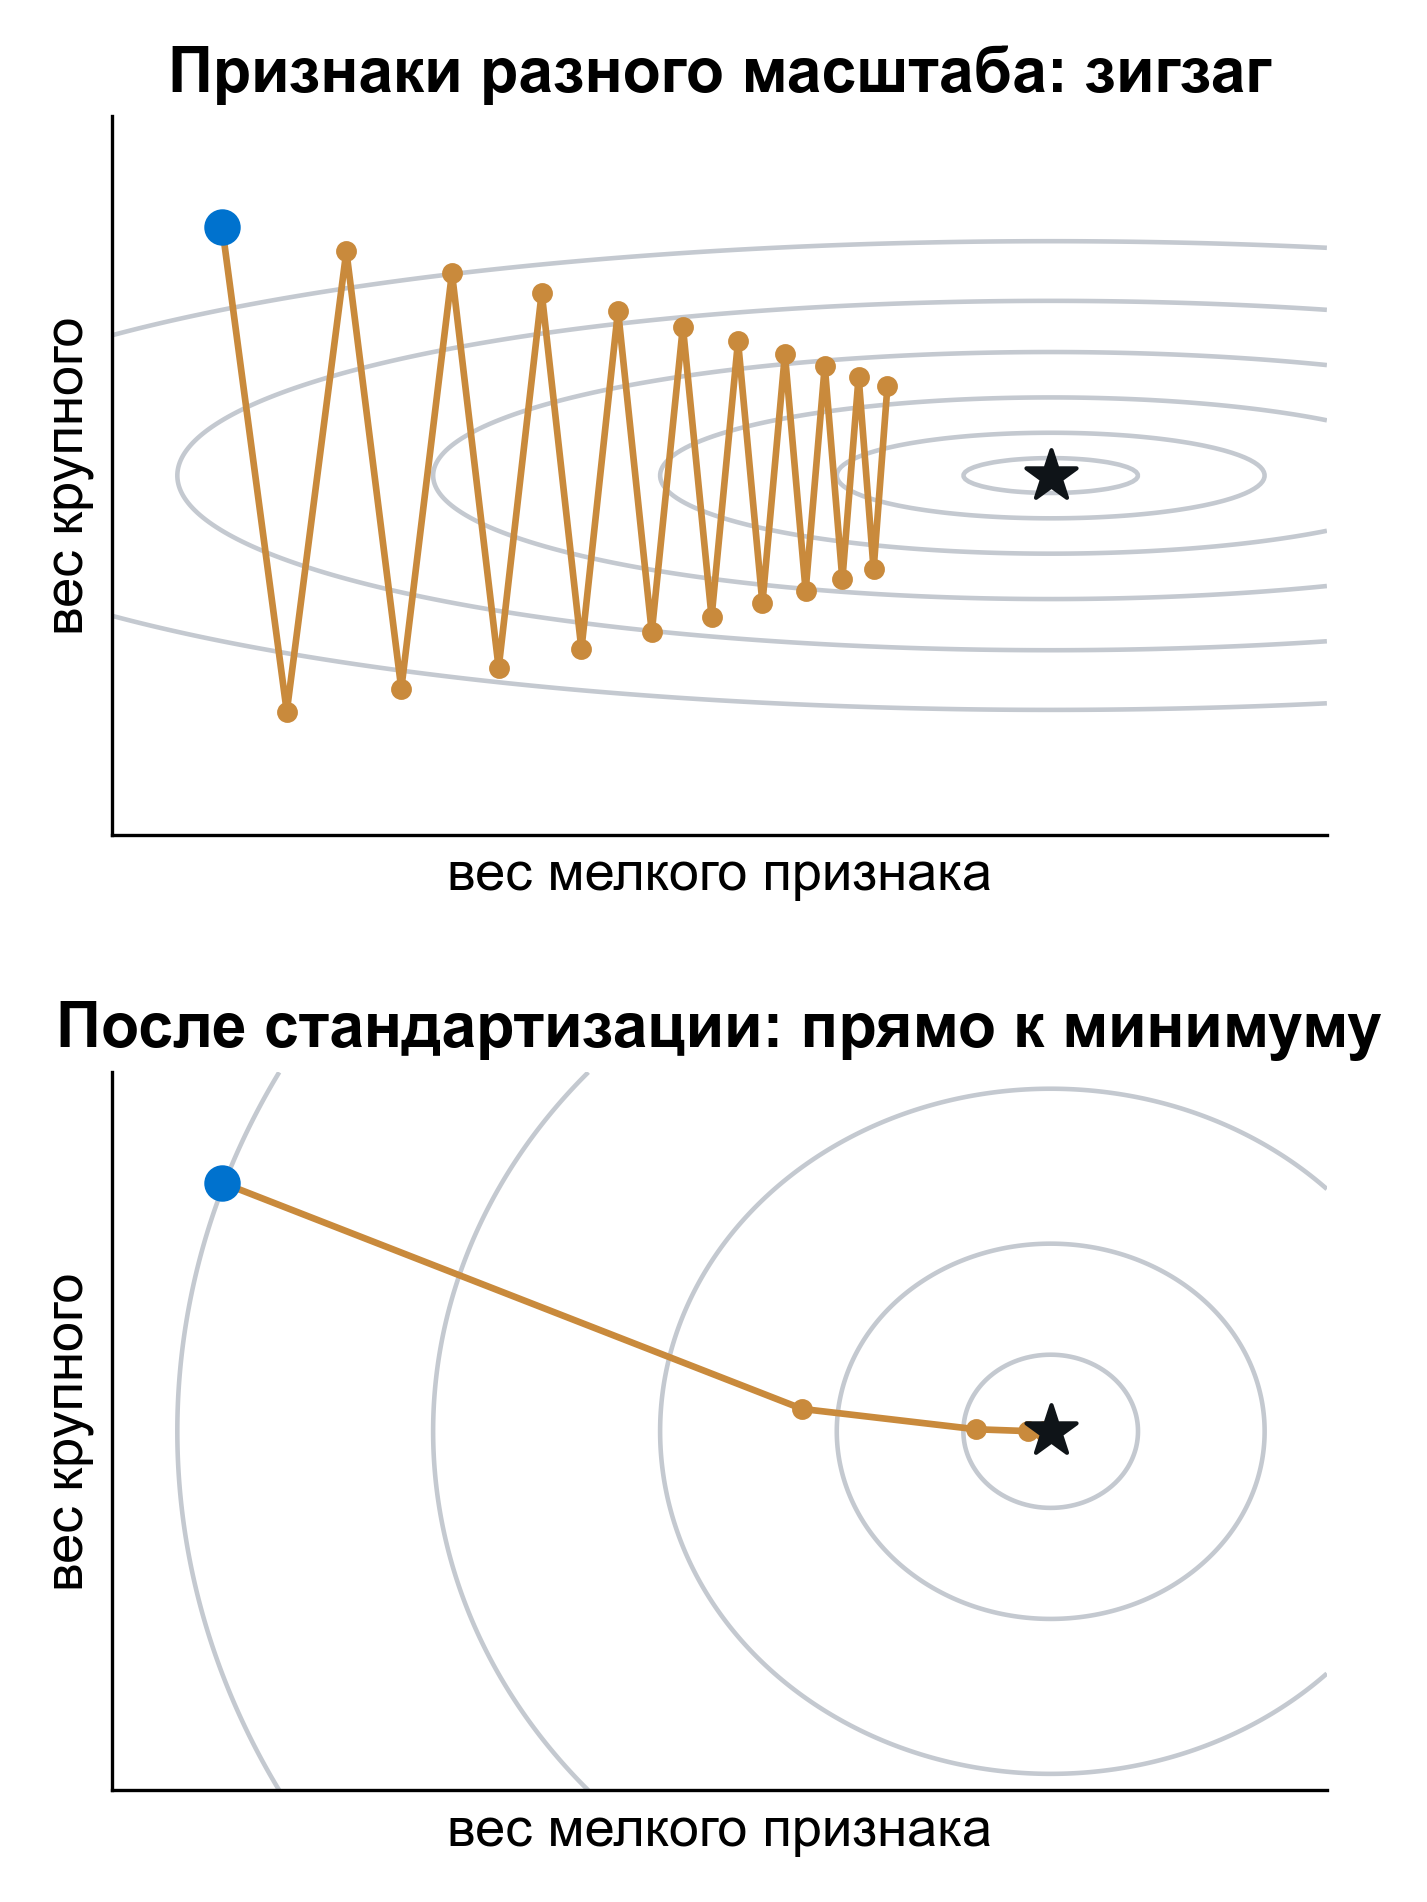 Признаки разного масштаба: зигзаг
вес крупного
вес мелкого признака
После стандартизации: прямо к минимуму
вес крупного
вес мелкого признака